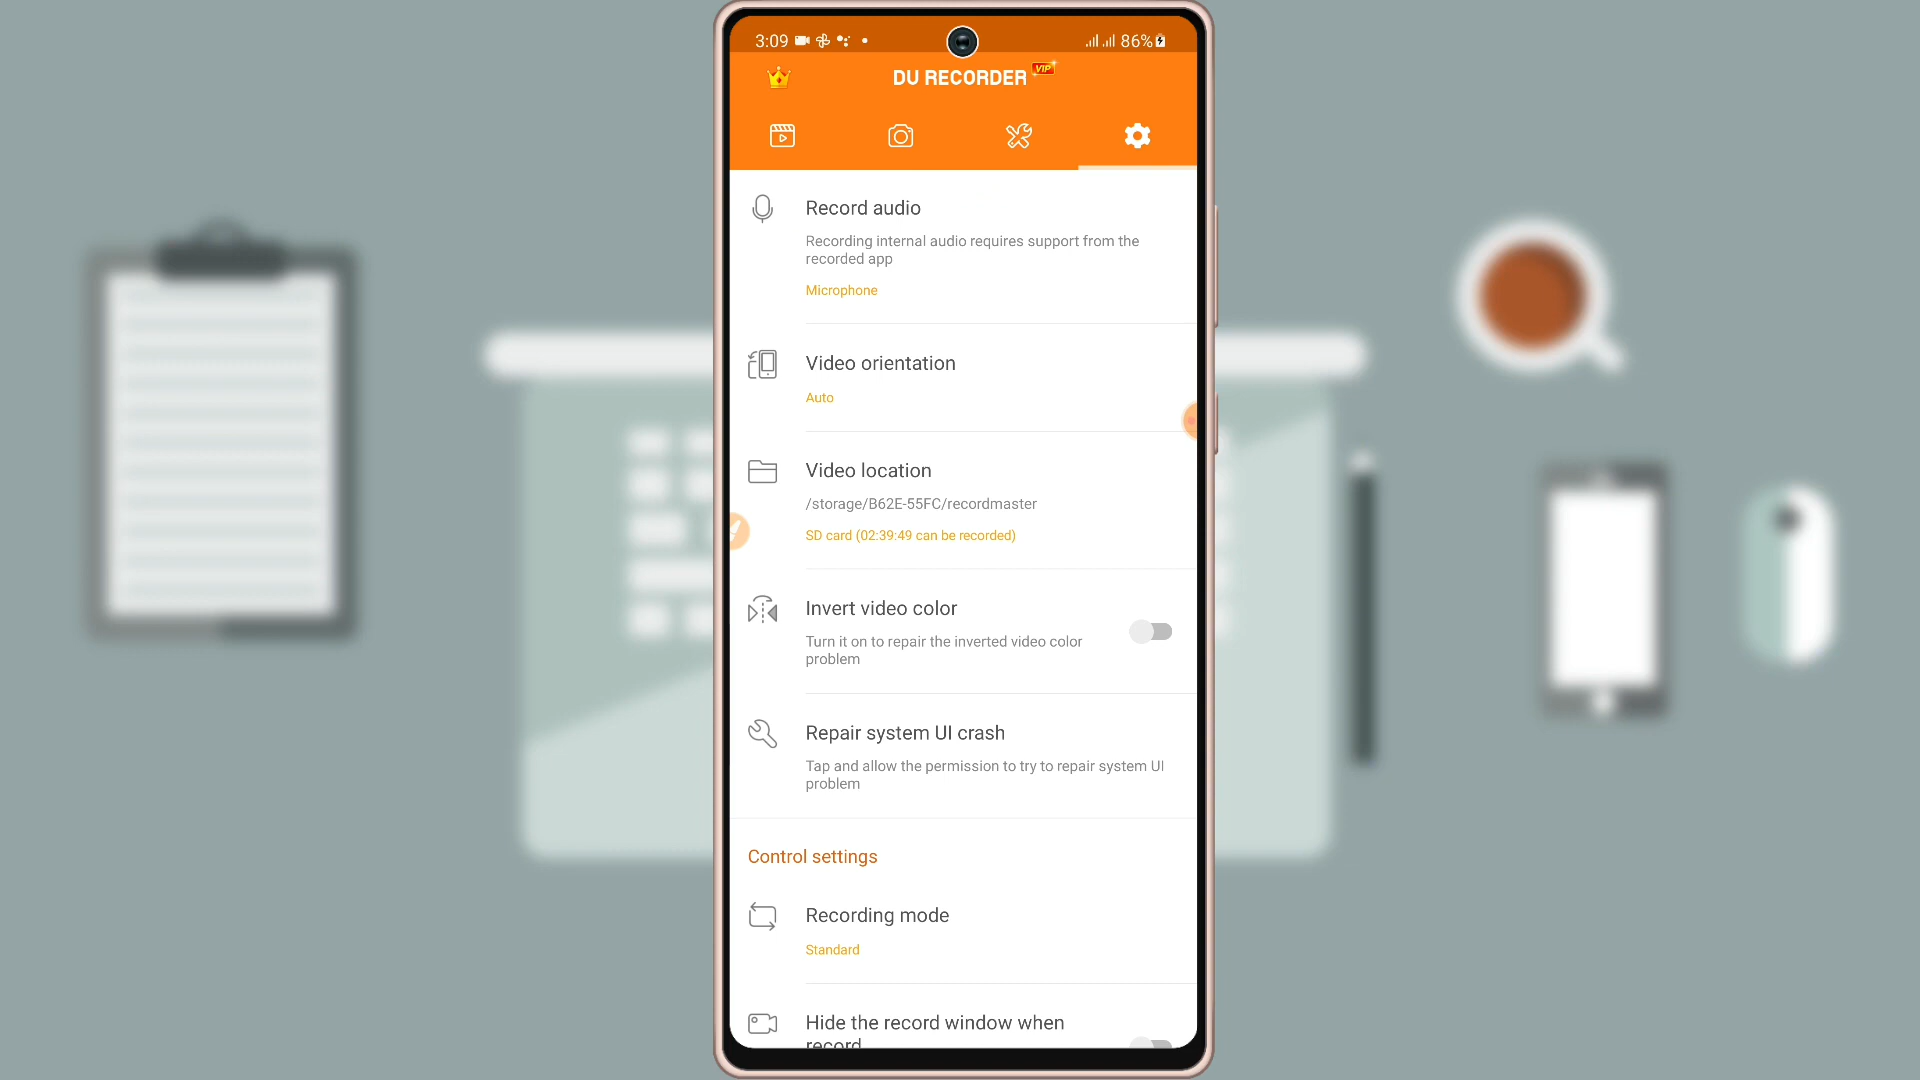 3:09
86%
DU RECORDER VIP
Record audio
Recording internal audio requires support from the
recorded app
Microphone
Video orientation
Auto
Video location
/storage/B62E-55FC/recordmaster
SD card (02:39:49 can be recorded)
Invert video color
Turn it on to repair the inverted video color
problem
Repair system UI crash
Tap and allow the permission to try to repair system UI
problem
Control settings
Recording mode
Standard
Hide the record window when
record